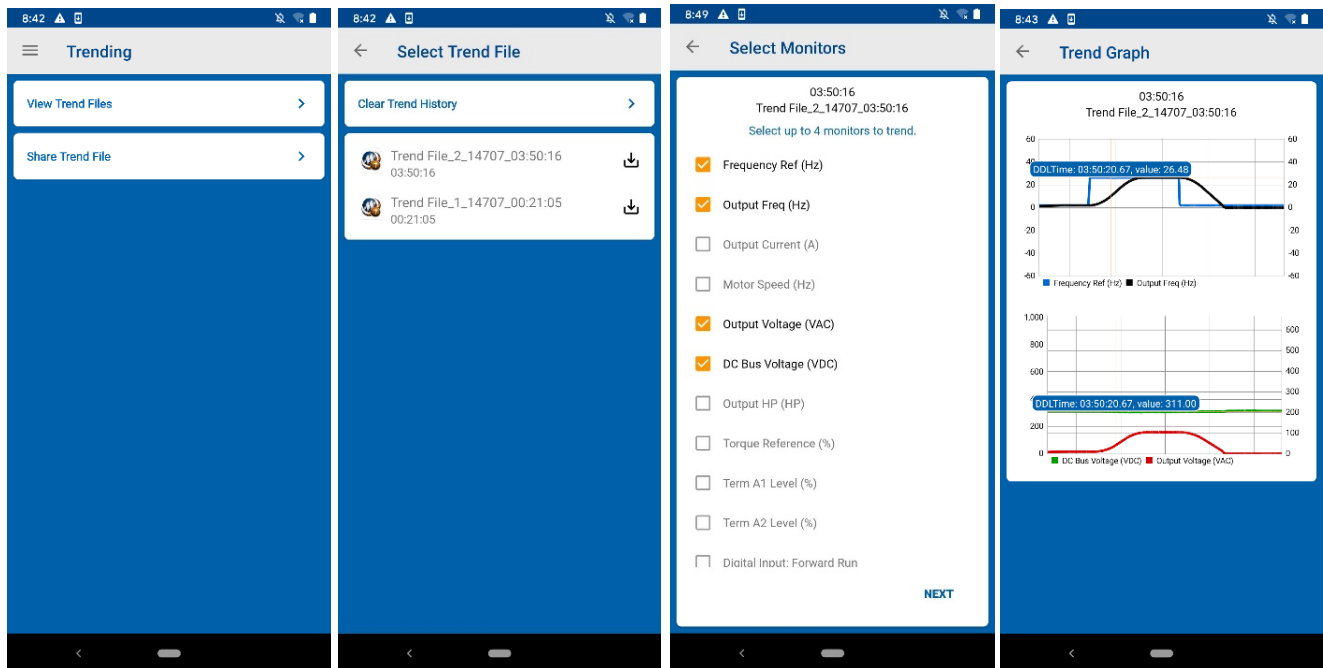 8:42
Trending
View Trend Files
Share Trend File
8:42
Select Trend File
Clear Trend History
Trend File_2_14707_03:50:16
03:50:16
Trend File_1_14707_00:21:05
00:21:05
8:49
Select Monitors
03:50:16
Trend File_2_14707_03:50:16
Select up to 4 monitors to trend.
Frequency Ref (Hz)
Output Freq (Hz)
Output Current (A)
Motor Speed (Hz)
Output Voltage (VAC)
DC Bus Voltage (VDC)
Output HP (HP)
Torque Reference (%)
Term A1 Level (%)
Term A2 Level (%)
Digital Input: Forward Run
NEXT
8:43
Trend Graph
03:50:16
Trend File_2_14707_03:50:16
60 60
40 40
DDLTime: 03:50:20.67, value: 26.48
20 20
0 0
-20 -20
-40 -40
-60 -60
Frequency Ref (Hz) Output Freq (Hz)
1,000
600
800
500
600 400
300
DDLTime: 03:50:20.67, value: 311.00
200
200
100
0 0
DC Bus Voltage (VDC) Output Voltage (VAC)